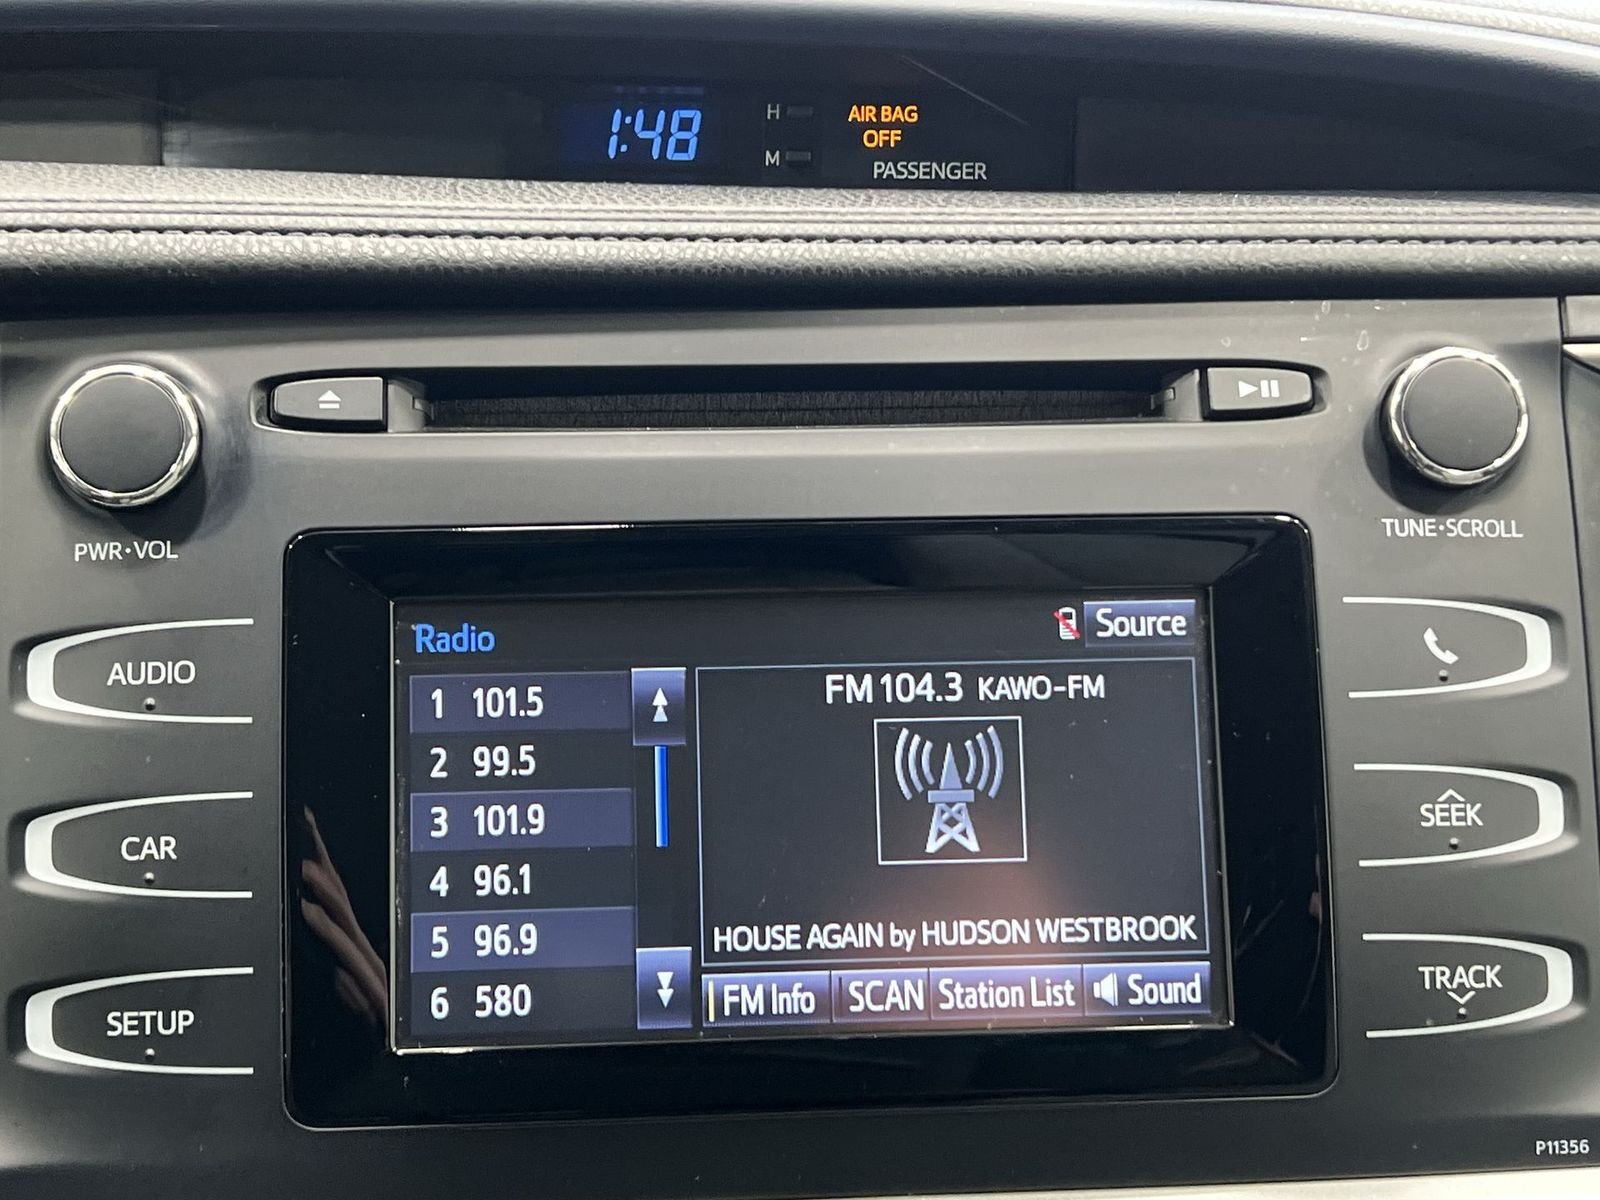 1:48
H
AIR BAG
OFF
M
PASSENGER
PWR•VOL
TUNE•SCROLL
AUDIO
CAR
SETUP
Radio
Source
1 101.5
2 99.5
3 101.9
4 96.1
5 96.9
6 580
FM 104.3 KAWO-FM
HOUSE AGAIN by HUDSON WESTBROOK
FM Info
SCAN
Station List
Sound
SEEK
TRACK
P11356